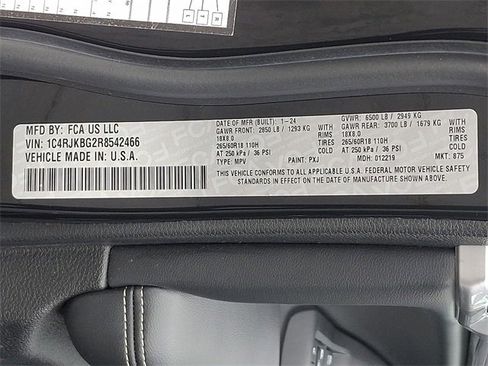 MFD BY: FCA US LLC
VIN: 1C4RJKBG2R8542466
VEHICLE MADE IN: U.S.A.
DATE OF MFR (BUILT): 1-24 GVWR: 6500 LB / 2949 KG
GAWR FRONT: 2850 LB / 1293 KG GAWR REAR: 3700 LB / 1679 KG
18X8.0 RIMS 18X8.0 RIMS
265/60R18 110H TIRES 265/60R18 110H TIRES
AT 250 kPa / 36 PSI AT 250 kPa / 36 PSI
TYPE: MPV PAINT: PXJ MDH: 012219 MKT: 875
THIS VEHICLE CONFORMS TO ALL APPLICABLE U.S.A. FEDERAL MOTOR VEHICLE SAFETY
STANDARDS IN EFFECT ON THE DATE OF MANUFACTURE SHOWN ABOVE.